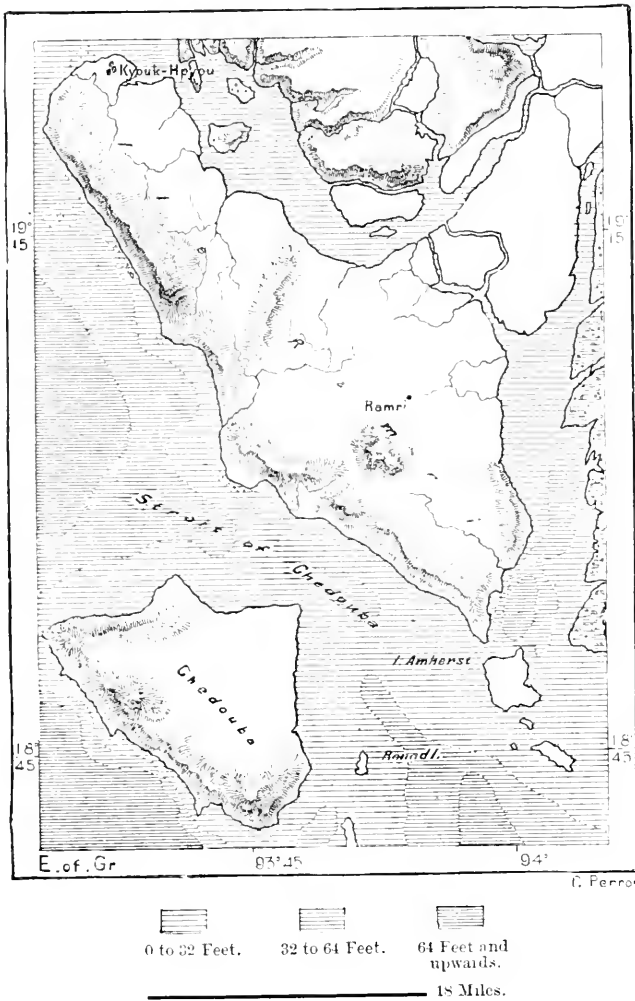 Kyouk-Hpyou
19°
15
19°
15
Ramri
Strait of Chedouba
I. Amherst
Chedouba
18°
45
Round I.
18°
45
E. of. Gr
93° 45
94°
C. Perron
0 to 32 Feet.
32 to 64 Feet.
64 Feet and
upwards.
18 Miles.